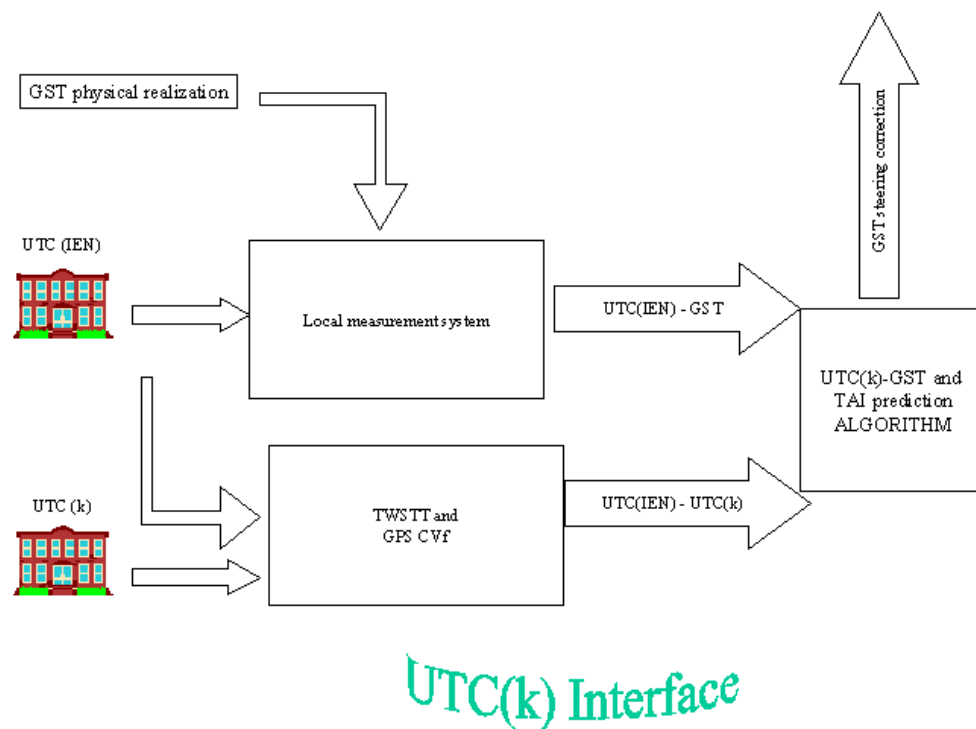 GST physical realization
GST steering correction
UTC (IEN)
Local measurement system
UTC(IEN) - GST
UTC(k)-GST and
TAI prediction
ALGORITHM
UTC (k)
TWSTT and
GPS CVf
UTC(IEN) - UTC(k)
UTC(k) Interface